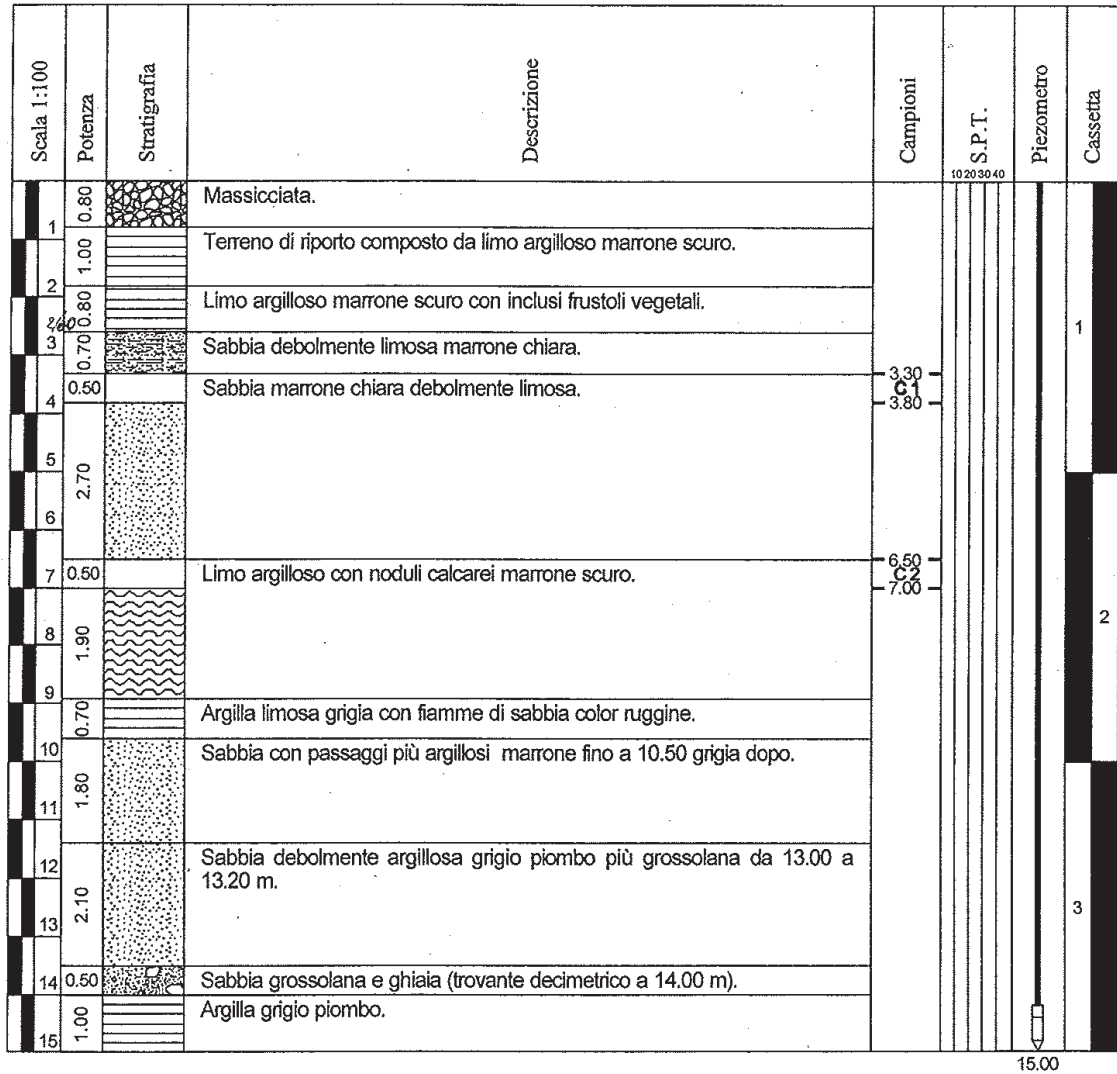 Scala 1:100
Potenza
Stratigrafia
Descrizione
Campioni
S.P.T.
10 20 30 40
Piezometro
Cassetta
1
0.80
Massicciata.
2
1.00
Terreno di riporto composto da limo argilloso marrone scuro.
0.80
Limo argilloso marrone scuro con inclusi frustoli vegetali.
2,60
3
0.70
Sabbia debolmente limosa marrone chiara.
1
4
0.50
Sabbia marrone chiara debolmente limosa.
3.30
C1
3.80
5
2.70
6
7
0.50
Limo argilloso con noduli calcarei marrone scuro.
6.50
C2
7.00
8
1.90
2
9
0.70
Argilla limosa grigia con fiamme di sabbia color ruggine.
10
1.80
Sabbia con passaggi più argillosi marrone fino a 10.50 grigia dopo.
11
12
2.10
Sabbia debolmente argillosa grigio piombo più grossolana da 13.00 a
13.20 m.
13
3
14
0.50
Sabbia grossolana e ghiaia (trovante decimetrico a 14.00 m).
15
1.00
Argilla grigio piombo.
15.00